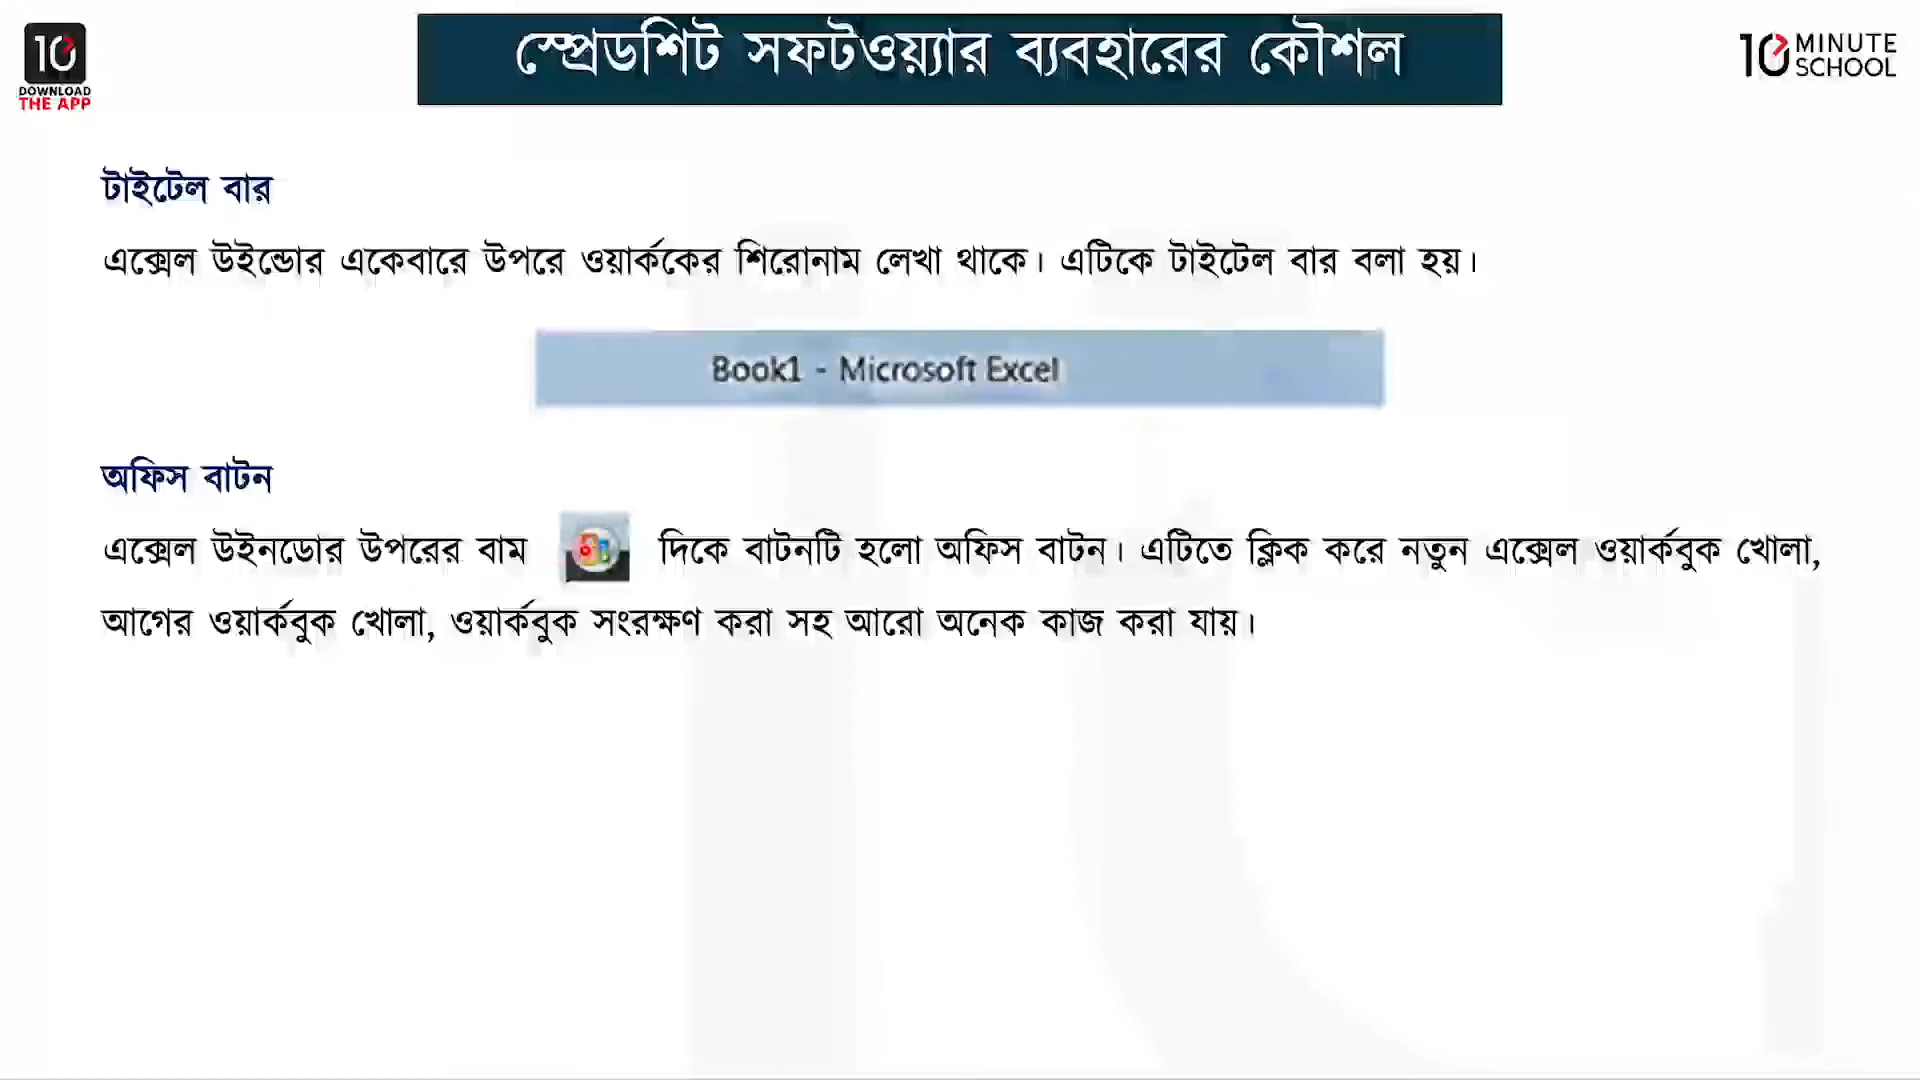 10
DOWNLOAD
THE APP
স্প্রেডশিট সফটওয়্যার ব্যবহারের কৌশল
10 MINUTE
SCHOOL
টাইটেল বার
এক্সেল উইন্ডোর একেবারে উপরে ওয়ার্ককের শিরোনাম লেখা থাকে। এটিকে টাইটেল বার বলা হয়।
Book1 - Microsoft Excel
অফিস বাটন
এক্সেল উইনডোর উপরের বাম দিকে বাটনটি হলো অফিস বাটন। এটিতে ক্লিক করে নতুন এক্সেল ওয়ার্কবুক খোলা,
আগের ওয়ার্কবুক খোলা, ওয়ার্কবুক সংরক্ষণ করা সহ আরো অনেক কাজ করা যায়।